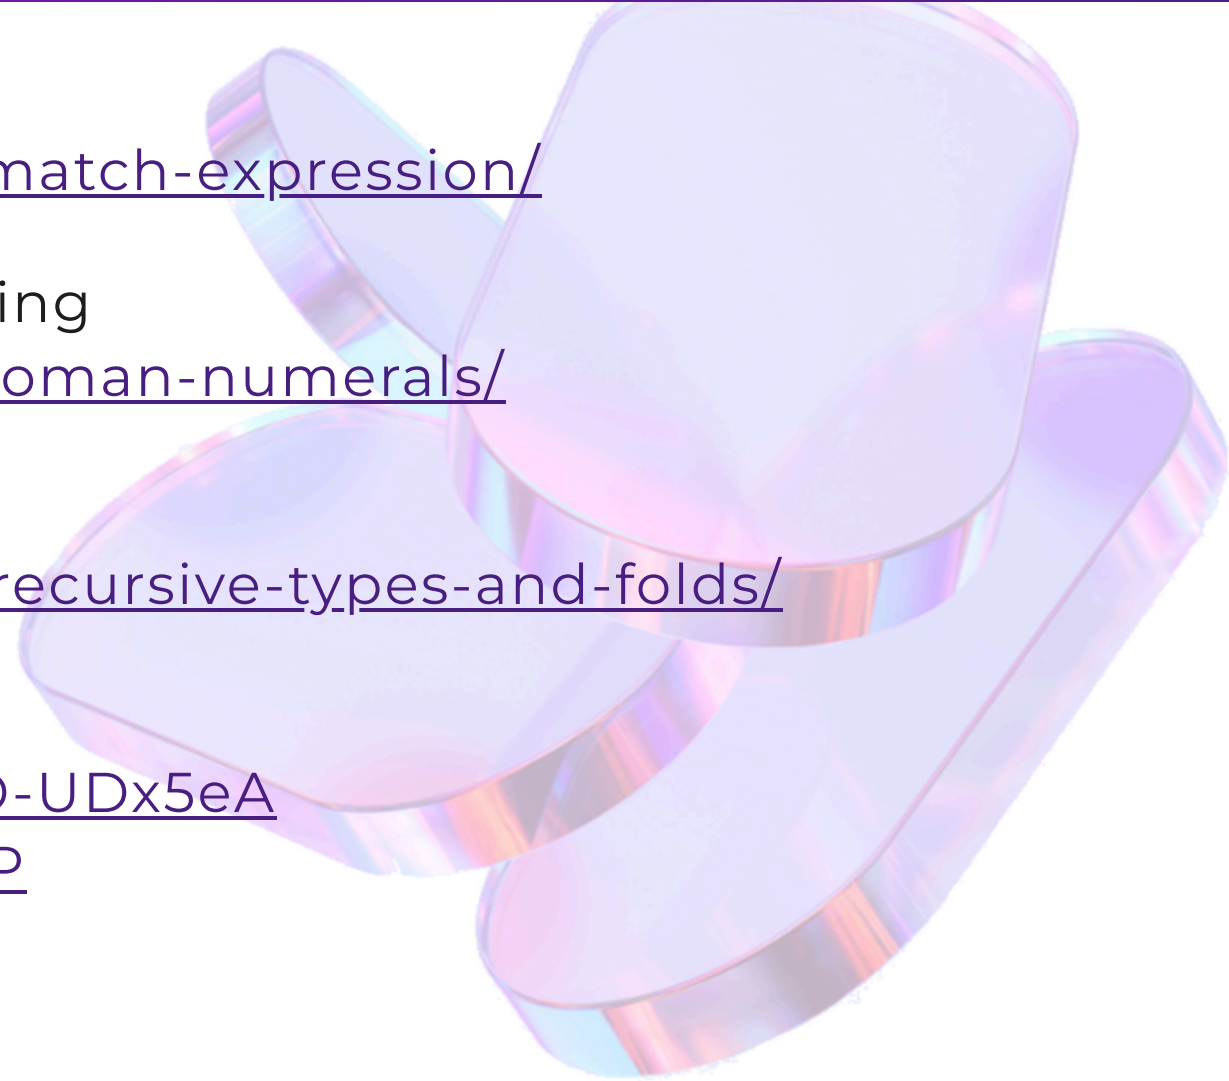 match-expression/
ing
oman-numerals/
recursive-types-and-folds/
-UDx5eA
P